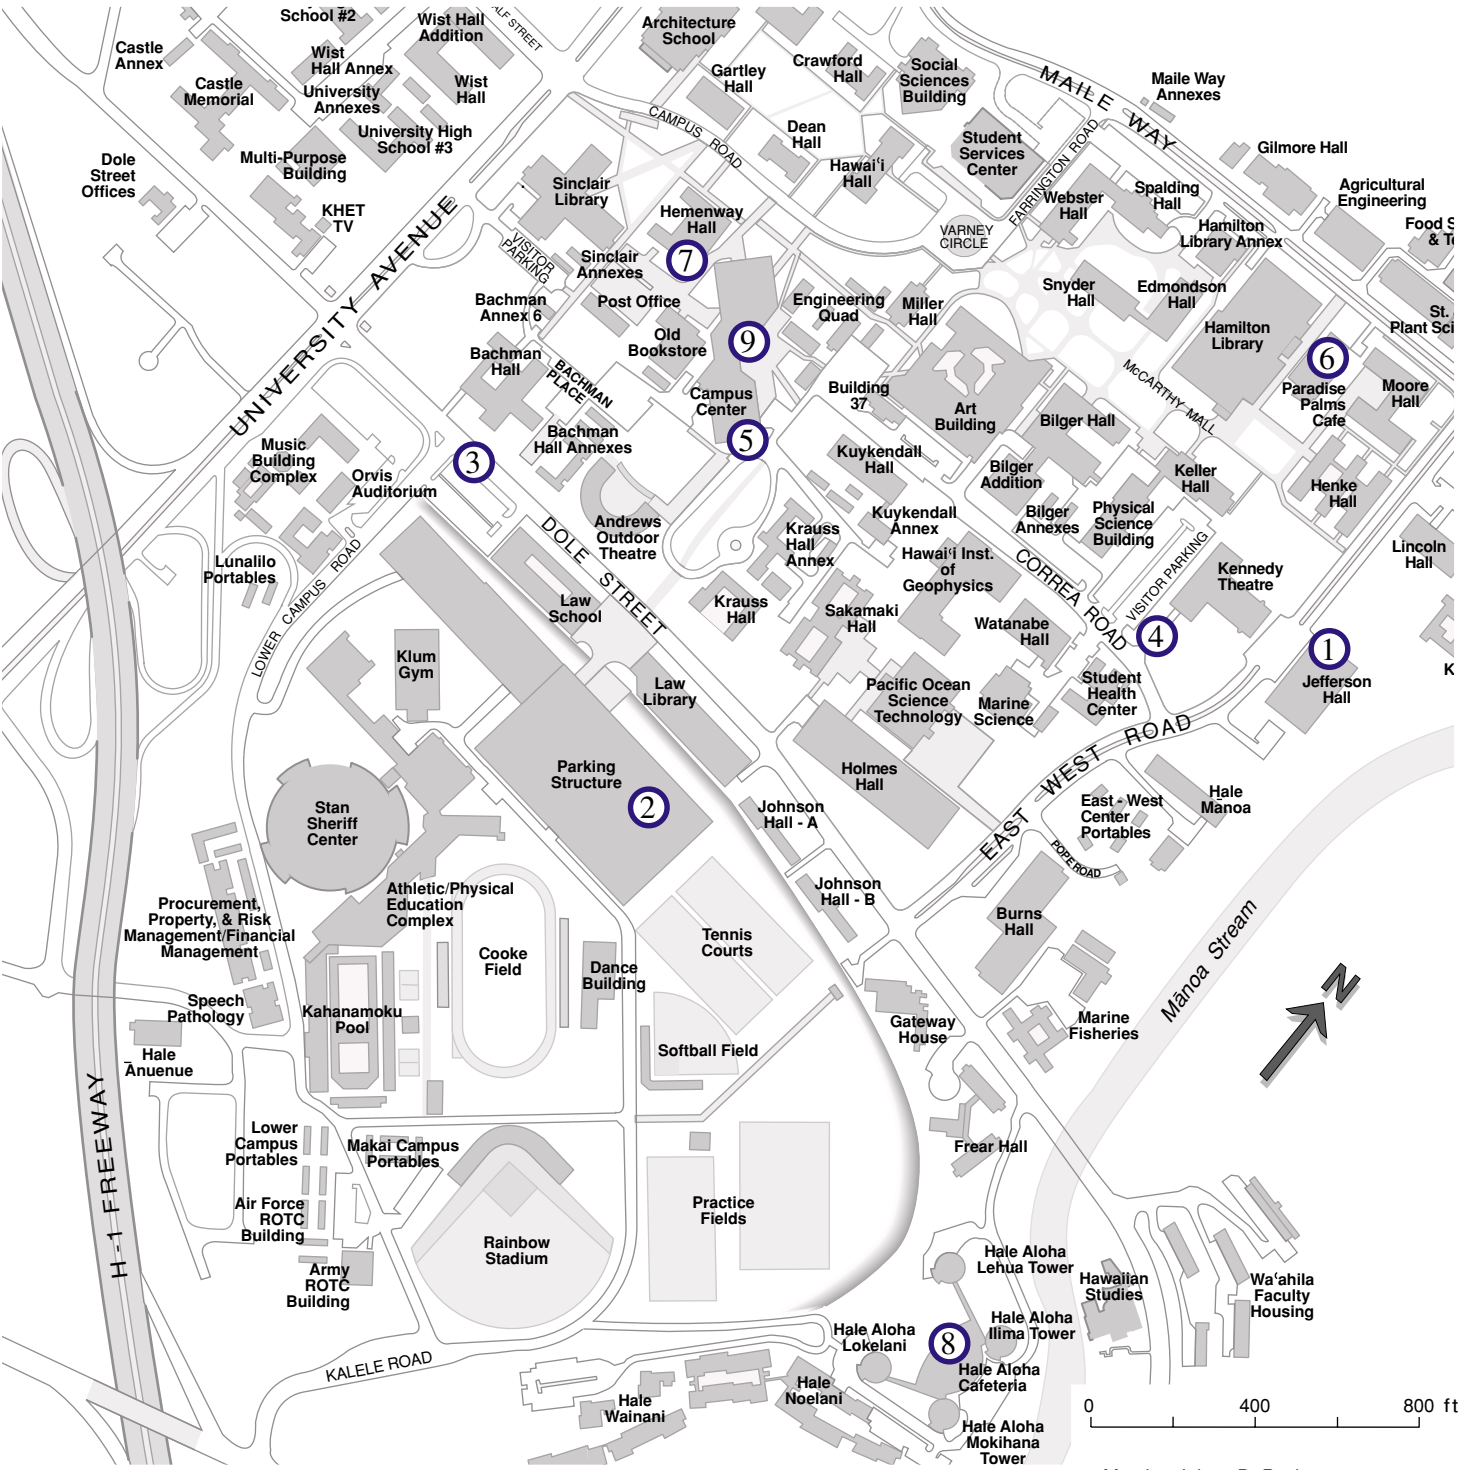 School #2
Wist Hall
Addition
Architecture
School
Castle
Annex
Wist
Hall Annex
Castle
Memorial
University
Annexes
Wist
Hall
University High
School #3
Multi-Purpose
Building
Dole
Street
Offices
KHET
TV
Gartley
Hall
Crawford
Hall
Social
Sciences
Building
MAILE WAY
Maile Way
Annexes
CAMPUS ROAD
Dean
Hall
Hawaiʻi
Hall
Student
Services
Center
FARRINGTON ROAD
Gilmore Hall
Agricultural
Engineering
Food S
Webster
Hall
Spalding
Hall
Hamilton
Library Annex
VARNEY
CIRCLE
Sinclair
Library
Hemenway
Hall
7
VISITOR
PARKING
Sinclair
Annexes
UNIVERSITY AVENUE
Bachman
Annex 6
Post Office
Old
Bookstore
9
Engineering
Quad
Miller
Hall
Snyder
Hall
Edmondson
Hall
Hamilton
Library
St.
Plant Sci
6
Paradise
Palms
Cafe
Moore
Hall
Bachman
Hall
BACHMAN
PLACE
Campus
Center
5
Building
37
Art
Building
McCARTHY MALL
Bilger Hall
Music
Building
Complex
Orvis
Auditorium
3
Bachman
Hall Annexes
Kuykendall
Hall
Bilger
Addition
Keller
Hall
Henke
Hall
Andrews
Outdoor
Theatre
Krauss
Hall
Annex
Kuykendall
Annex
Bilger
Annexes
Physical
Science
Building
DOLE STREET
Lunalilo
Portables
LOWER CAMPUS ROAD
Hawaiʻi Inst.
of
Geophysics
CORREA ROAD
VISITOR PARKING
Kennedy
Theatre
Lincoln
Hall
Law
School
Krauss
Hall
Sakamaki
Hall
Watanabe
Hall
4
1
Jefferson
Hall
K
Klum
Gym
Law
Library
Pacific Ocean
Science
Technology
Marine
Science
Student
Health
Center
EAST WEST ROAD
Parking
Structure
2
Holmes
Hall
Stan
Sheriff
Center
Johnson
Hall - A
East - West
Center
Portables
Hale
Mānoa
POPE ROAD
Johnson
Hall - B
Burns
Hall
Procurement,
Property, & Risk
Management/Financial
Management
Athletic/Physical
Education
Complex
Cooke
Field
Tennis
Courts
Dance
Building
Mānoa Stream
N
Speech
Pathology
Kahanamoku
Pool
Gateway
House
Marine
Fisheries
Hale
Ānuenue
Softball Field
H-1 FREEWAY
Lower
Campus
Portables
Makai Campus
Portables
Frear Hall
Air Force
ROTC
Building
Practice
Fields
Rainbow
Stadium
Army
ROTC
Building
Hale Aloha
Lehua Tower
Hawaiian
Studies
Waʻahila
Faculty
Housing
Hale Aloha
Lokelani
8
Hale Aloha
Ilima Tower
KALELE ROAD
Hale Aloha
Cafeteria
Hale
Noelani
Hale
Wainani
Hale Aloha
Mokihana
Tower
0 400 800 ft